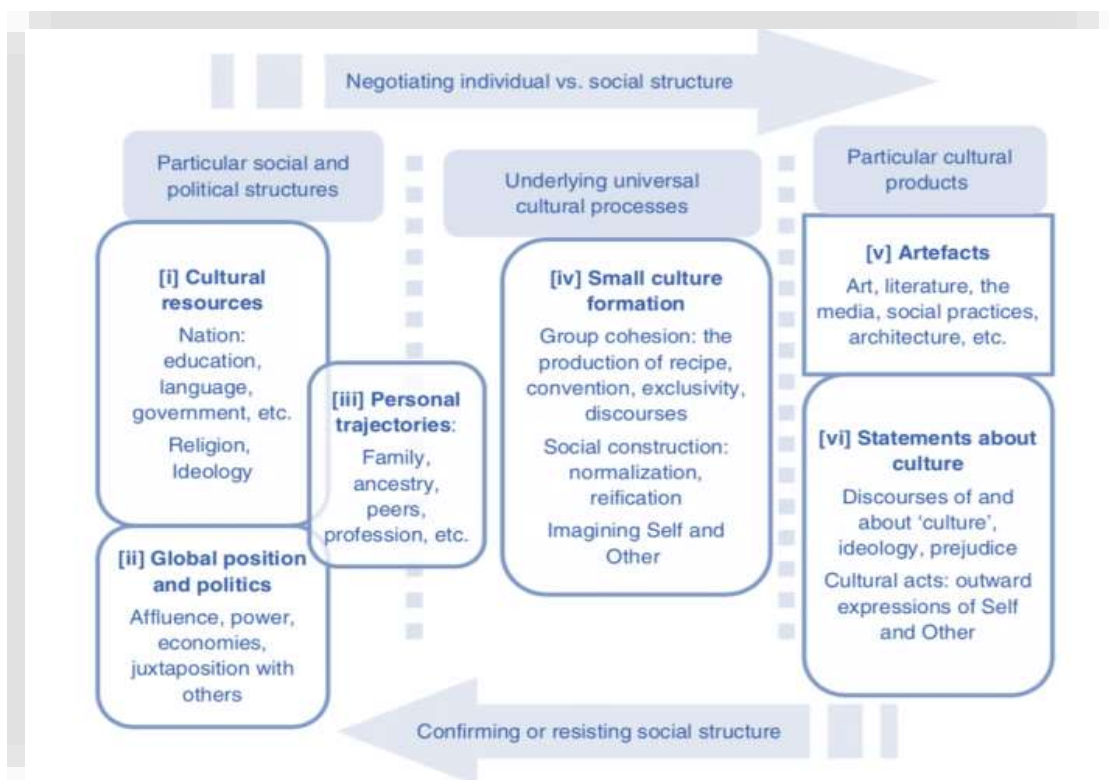 Negotiating individual vs. social structure
Particular social and
political structures
Underlying universal
cultural processes
Particular cultural
products
[i] Cultural
resources
Nation:
education,
language,
government, etc.
Religion,
Ideology
[ii] Global position
and politics
Affluence, power,
economies,
juxtaposition with
others
[iii] Personal
trajectories:
Family,
ancestry,
peers,
profession, etc.
[iv] Small culture
formation
Group cohesion: the
production of recipe,
convention, exclusivity,
discourses
Social construction:
normalization,
reification
Imagining Self and
Other
[v] Artefacts
Art, literature, the
media, social practices,
architecture, etc.
[vi] Statements about
culture
Discourses of and
about ‘culture’,
ideology, prejudice
Cultural acts: outward
expressions of Self
and Other
Confirming or resisting social structure